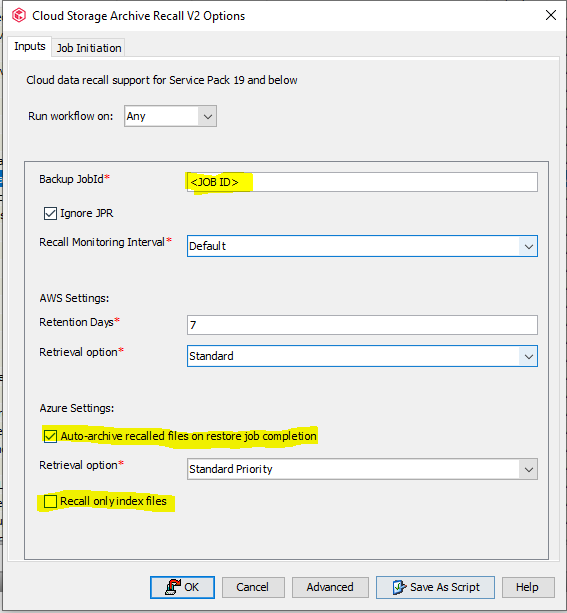 Cloud Storage Archive Recall V2 Options
Inputs
Job Initiation
Cloud data recall support for Service Pack 19 and below
Run workflow on: Any
Backup JobId* <JOB ID>
Ignore JPR
Recall Monitoring Interval* Default
AWS Settings:
Retention Days* 7
Retrieval option* Standard
Azure Settings:
Auto-archive recalled files on restore job completion
Retrieval option* Standard Priority
Recall only index files
OK Cancel Advanced Save As Script Help